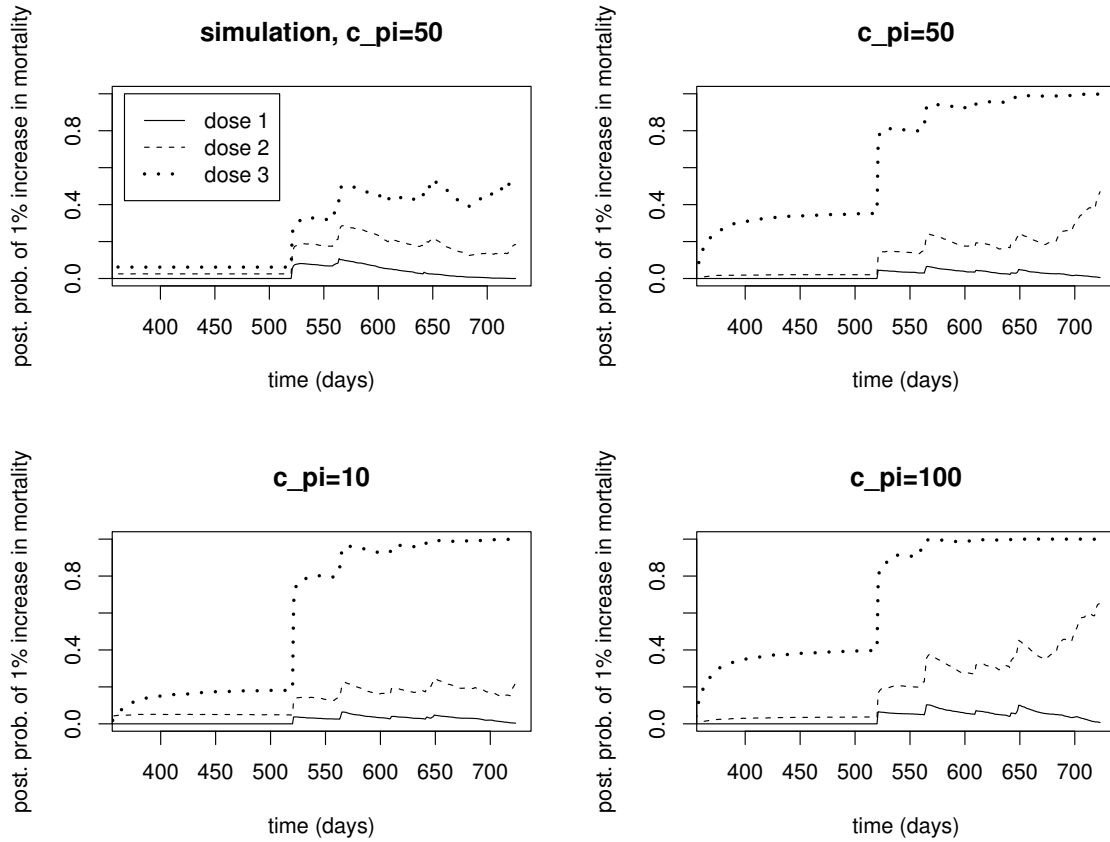 simulation, c_pi=50
post. prob. of 1% increase in mortality
0.0 0.4 0.8
dose 1
dose 2
dose 3
400 450 500 550 600 650 700
time (days)
c_pi=50
post. prob. of 1% increase in mortality
0.0 0.4 0.8
400 450 500 550 600 650 700
time (days)
c_pi=10
post. prob. of 1% increase in mortality
0.0 0.4 0.8
400 450 500 550 600 650 700
time (days)
c_pi=100
post. prob. of 1% increase in mortality
0.0 0.4 0.8
400 450 500 550 600 650 700
time (days)